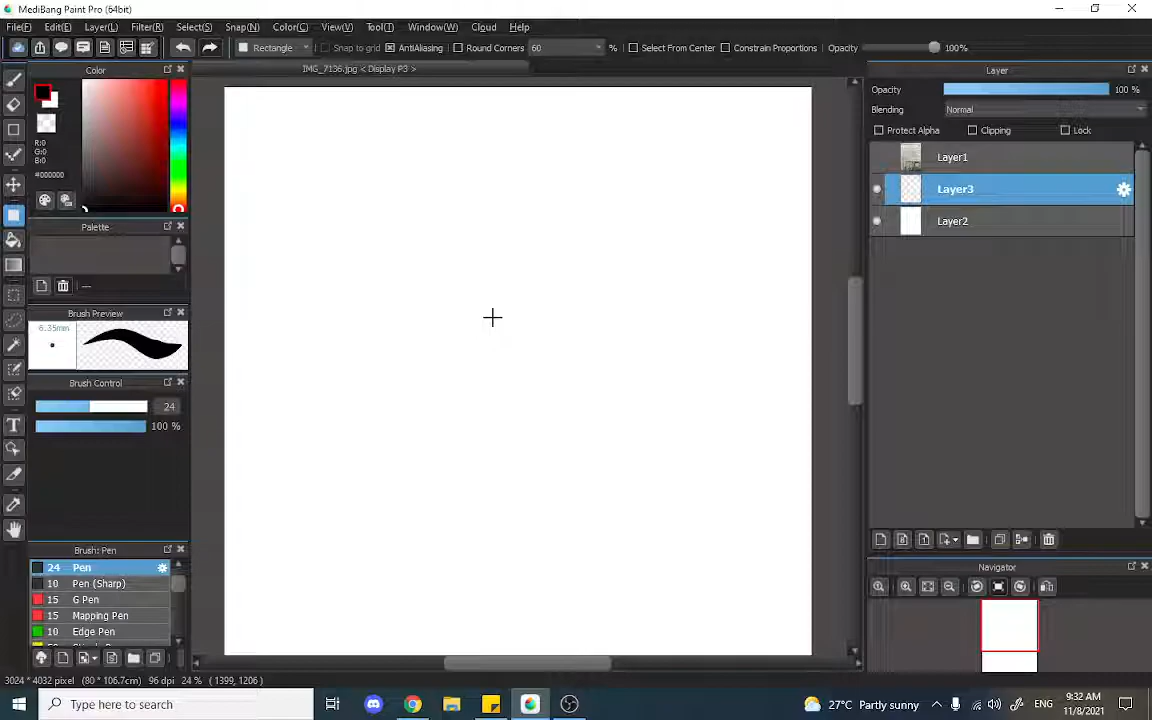 MediBang Paint Pro (64bit)
File(F) Edit(E) Layer(L) Filter(R) Select(S) Snap(N) Color(C) View(V) Tool(T) Window(W) Cloud Help
Rectangle Snap to grid AntiAliasing Round Corners 60 % Select From Center Constrain Proportions Opacity 100%
Color
IMG_7136.jpg < Display P3 >
Layer
Opacity 100 %
Blending Normal
Protect Alpha Clipping Lock
R:0
G:0
B:0
#000000
Layer1
Layer3
Layer2
Palette
---
Brush Preview
6.35mm
Brush Control
24
100 %
T
Brush: Pen
24 Pen
10 Pen (Sharp)
15 G Pen
15 Mapping Pen
10 Edge Pen
Navigator
3024 * 4032 pixel (80 * 106.7cm) 96 dpi 24 % ( 1399, 1206 )
Type here to search
27°C Partly sunny
ENG
9:32 AM
11/8/2021